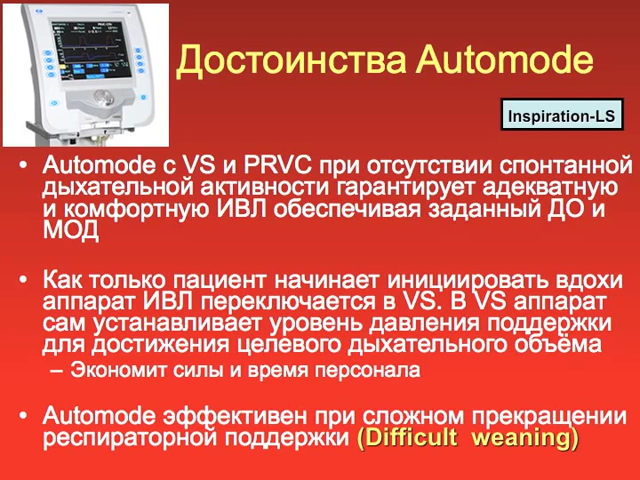 Достоинства Automode
Inspiration-LS
• Automode с VS и PRVC при отсутствии спонтанной
дыхательной активности гарантирует адекватную
и комфортную ИВЛ обеспечивая заданный ДО и
МОД
• Как только пациент начинает инициировать вдохи
аппарат ИВЛ переключается в VS. В VS аппарат
сам устанавливает уровень давления поддержки
для достижения целевого дыхательного объёма
– Экономит силы и время персонала
• Automode эффективен при сложном прекращении
респираторной поддержки (Difficult weaning)